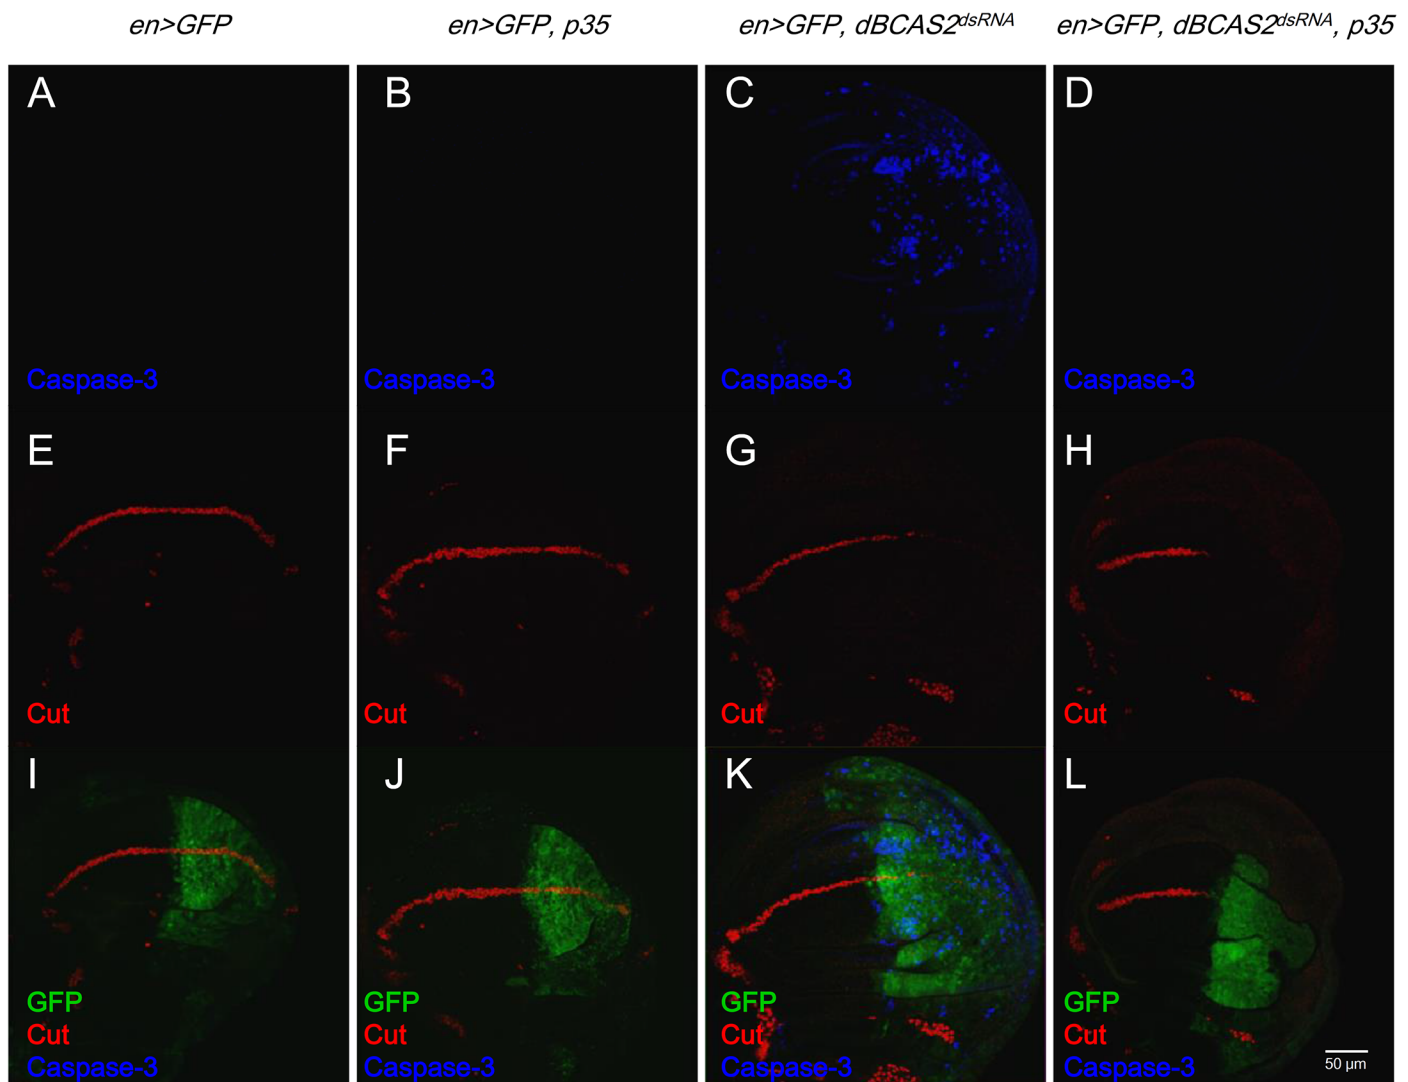 en>GFP
en>GFP, p35
en>GFP, dBCAS2dsRNA
en>GFP, dBCAS2dsRNA, p35
A
B
C
D
Caspase-3
Caspase-3
Caspase-3
Caspase-3
E
F
G
H
Cut
Cut
Cut
Cut
I
J
K
L
GFP
Cut
Caspase-3
GFP
Cut
Caspase-3
GFP
Cut
Caspase-3
GFP
Cut
Caspase-3
50 µm